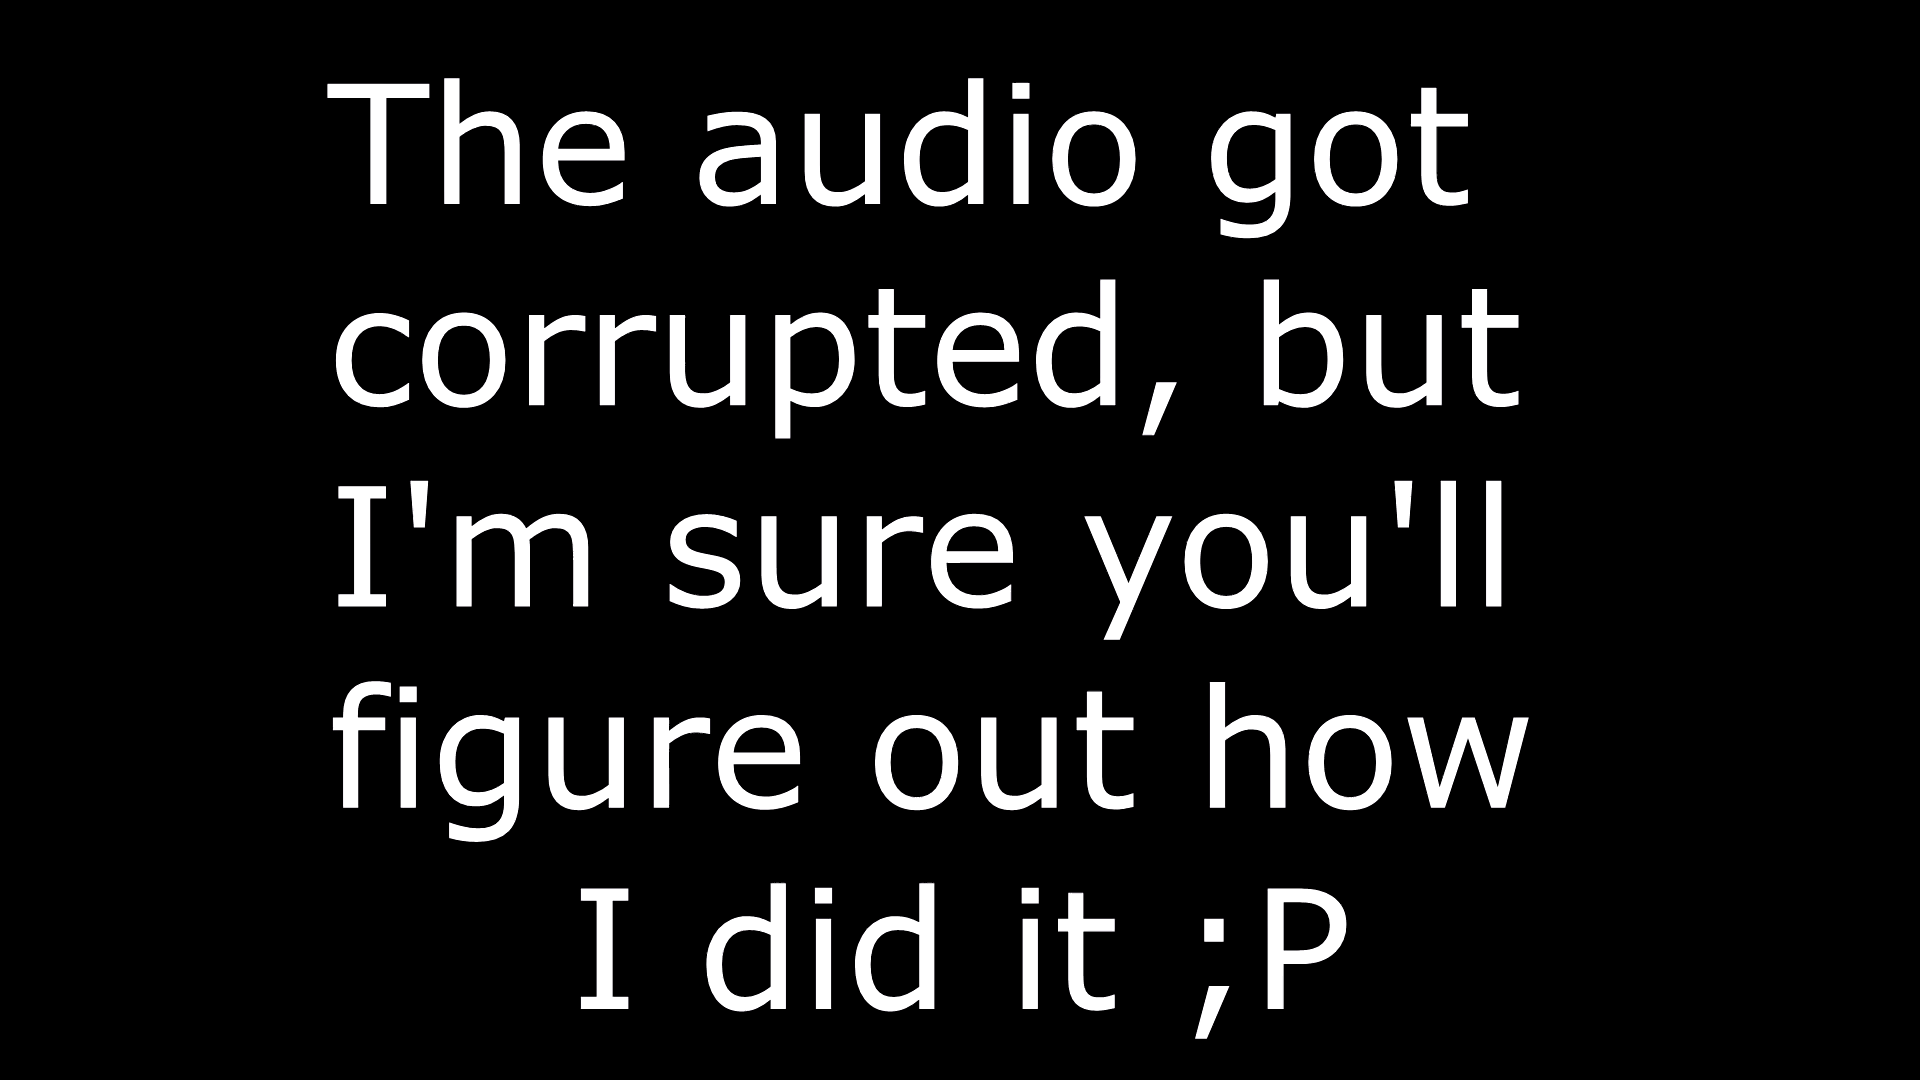 The audio got
corrupted, but
I'm sure you'll
figure out how
I did it ;P